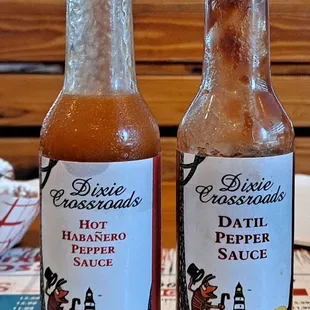 Dixie
Crossroads
HOT
HABAÑERO
PEPPER
SAUCE
Dixie
Crossroads
DATIL
PEPPER
SAUCE